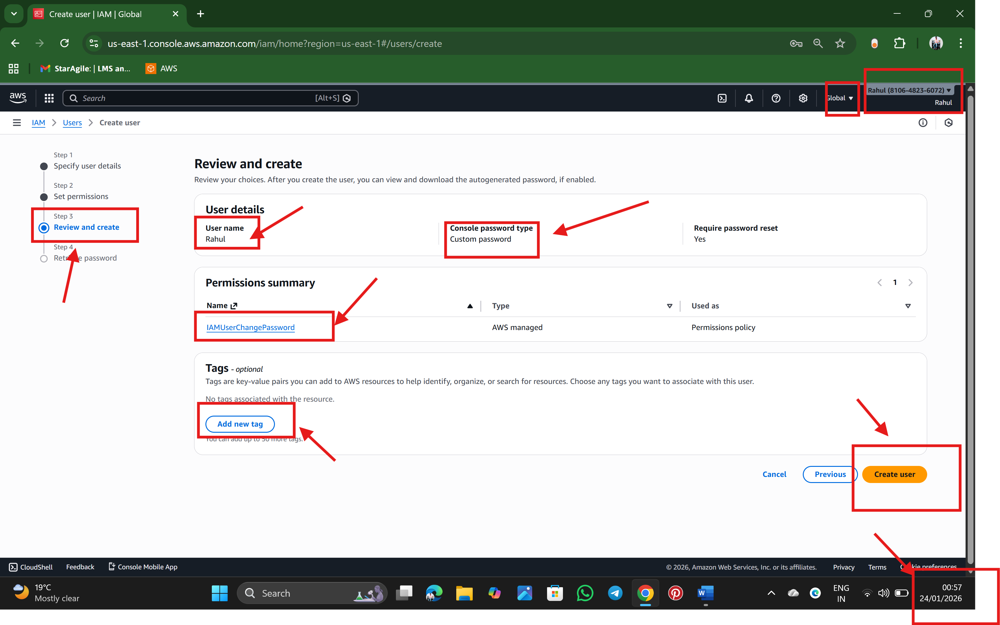 Create user | IAM | Global
us-east-1.console.aws.amazon.com/iam/home?region=us-east-1#/users/create
StarAgile: | LMS an...
AWS
aws
Search
[Alt+S]
Global
Rahul (8106-4823-6072)
Rahul
IAM
Users
Create user
Step 1
Specify user details
Step 2
Set permissions
Step 3
Review and create
Step 4
Retrieve password
Review and create
Review your choices. After you create the user, you can view and download the autogenerated password, if enabled.
User details
User name
Rahul
Console password type
Custom password
Require password reset
Yes
Permissions summary
1
Name
Type
Used as
IAMUserChangePassword
AWS managed
Permissions policy
Tags - optional
Tags are key-value pairs you can add to AWS resources to help identify, organize, or search for resources. Choose any tags you want to associate with this user.
No tags associated with the resource.
Add new tag
You can add up to 50 more tags.
Cancel
Previous
Create user
CloudShell
Feedback
Console Mobile App
© 2026, Amazon Web Services, Inc. or its affiliates.
Privacy
Terms
Cookie preferences
19°C
Mostly clear
Search
W
ENG
IN
00:57
24/01/2026